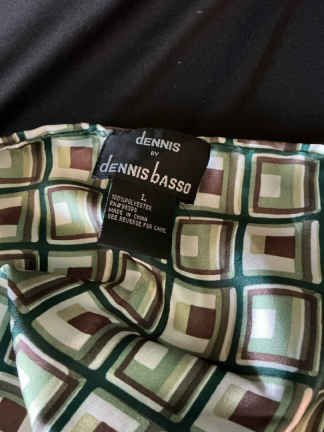 dENNIS
BY
dENNIS basso
L
100%POLYESTER
MADE IN CHINA
SEE REVERSE FOR CARE